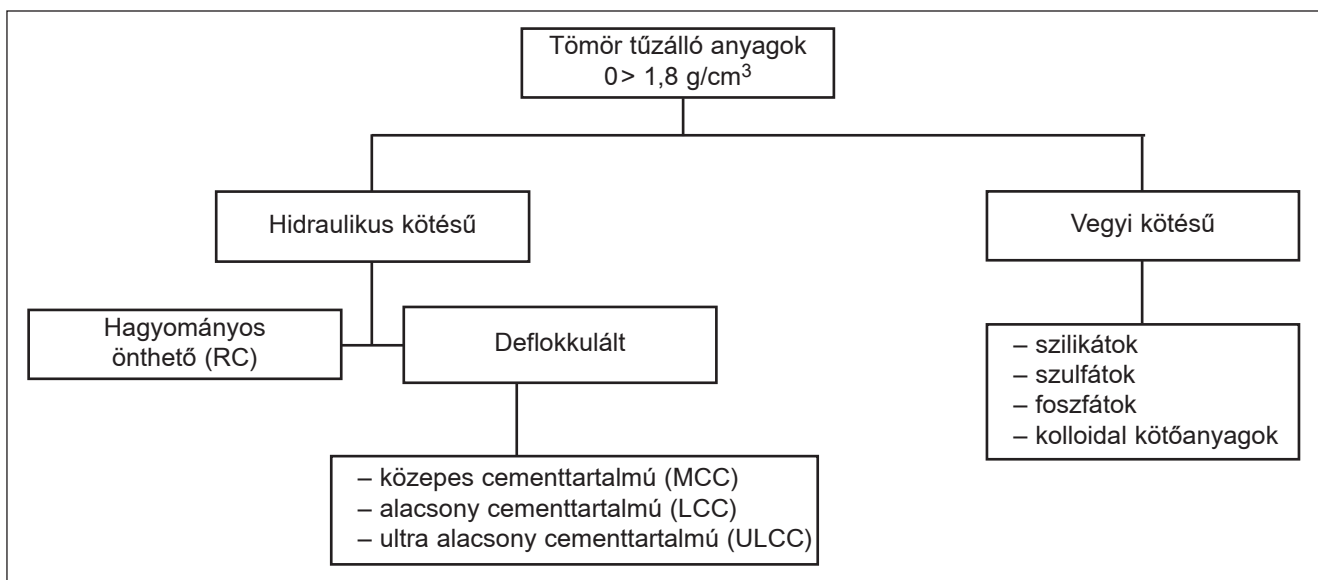 Tömör tűzálló anyagok
0 > 1,8 g/cm³
Hidraulikus kötésű
Vegyi kötésű
Hagyományos
önthető (RC)
Deflokkulált
– szilikátok
– szulfátok
– foszfátok
– kolloidal kötőanyagok
– közepes cementtartalmú (MCC)
– alacsony cementtartalmú (LCC)
– ultra alacsony cementtartalmú (ULCC)